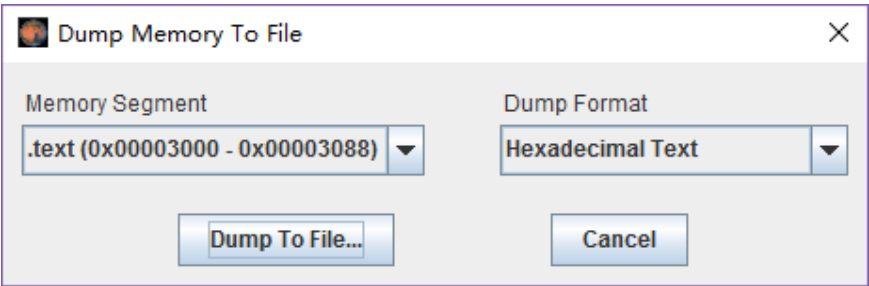 Dump Memory To File
Memory Segment
Dump Format
.text (0x00003000 - 0x00003088)
Hexadecimal Text
Dump To File...
Cancel